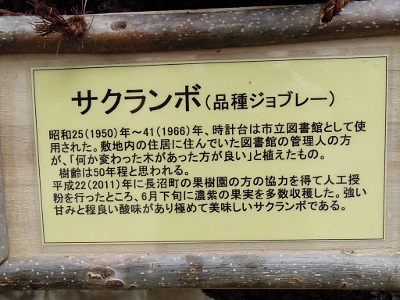 サクランボ(品種ジョブレー)
昭和25(1950)年〜41(1966)年、時計台は市立図書館として使
用された。敷地内の住居に住んでいた図書館の管理人の方
が、「何か変わった木があった方が良い」と植えたもの。
樹齢は50年程と思われる。
平成22(2011)年に長沼町の果樹園の方の協力を得て人工授
粉を行ったところ、6月下旬に濃紫の果実を多数収穫した。強い
甘みと程良い酸味があり極めて美味しいサクランボである。